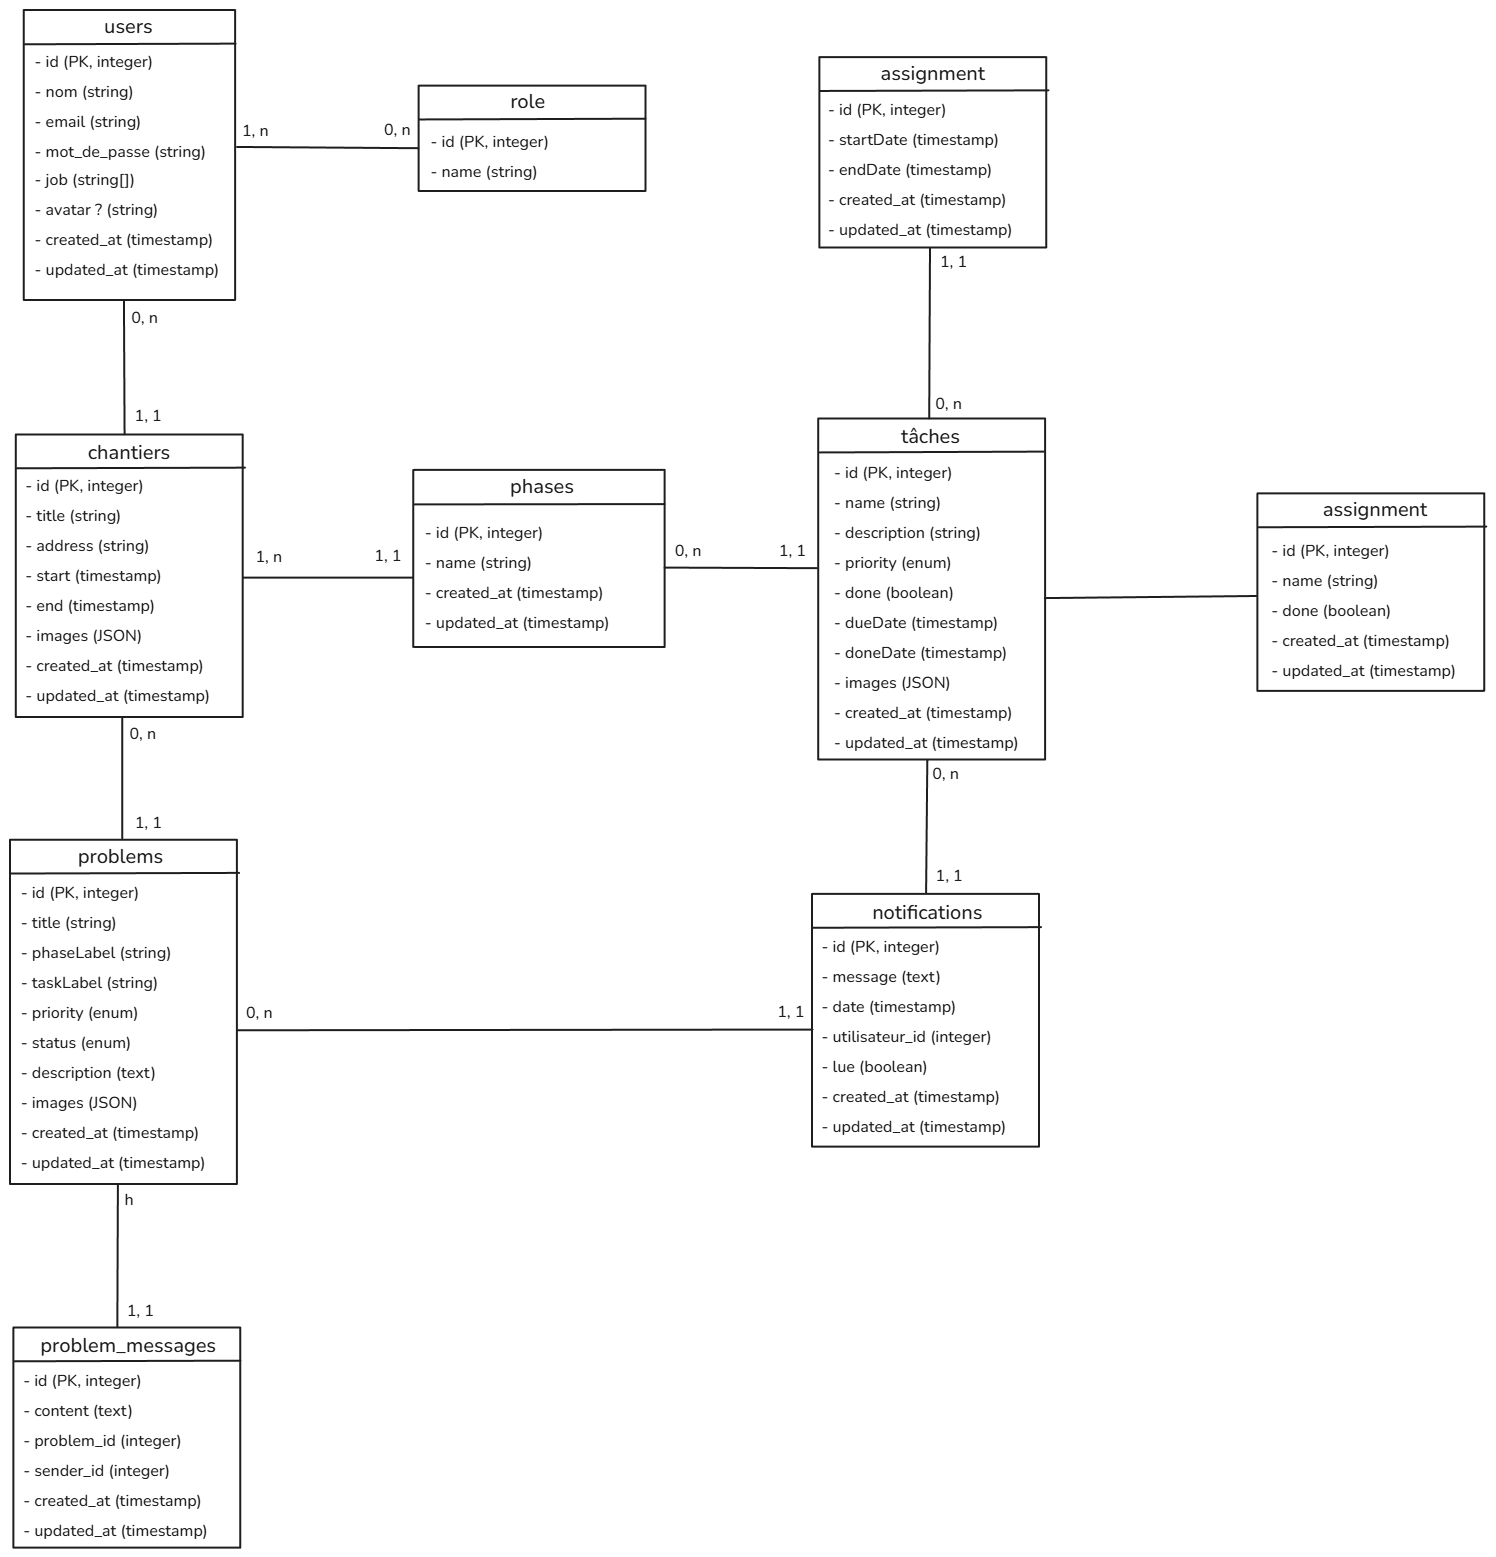 users
- id (PK, integer)
- nom (string)
- email (string)
- mot_de_passe (string)
- job (string[])
- avatar ? (string)
- created_at (timestamp)
- updated_at (timestamp)
1, n
0, n
role
- id (PK, integer)
- name (string)
assignment
- id (PK, integer)
- startDate (timestamp)
- endDate (timestamp)
- created_at (timestamp)
- updated_at (timestamp)
1, 1
0, n
0, n
1, 1
chantiers
- id (PK, integer)
- title (string)
- address (string)
- start (timestamp)
- end (timestamp)
- images (JSON)
- created_at (timestamp)
- updated_at (timestamp)
1, n
1, 1
phases
- id (PK, integer)
- name (string)
- created_at (timestamp)
- updated_at (timestamp)
0, n
1, 1
tâches
- id (PK, integer)
- name (string)
- description (string)
- priority (enum)
- done (boolean)
- dueDate (timestamp)
- doneDate (timestamp)
- images (JSON)
- created_at (timestamp)
- updated_at (timestamp)
assignment
- id (PK, integer)
- name (string)
- done (boolean)
- created_at (timestamp)
- updated_at (timestamp)
0, n
1, 1
0, n
1, 1
problems
- id (PK, integer)
- title (string)
- phaseLabel (string)
- taskLabel (string)
- priority (enum)
- status (enum)
- description (text)
- images (JSON)
- created_at (timestamp)
- updated_at (timestamp)
0, n
1, 1
notifications
- id (PK, integer)
- message (text)
- date (timestamp)
- utilisateur_id (integer)
- lue (boolean)
- created_at (timestamp)
- updated_at (timestamp)
h
1, 1
problem_messages
- id (PK, integer)
- content (text)
- problem_id (integer)
- sender_id (integer)
- created_at (timestamp)
- updated_at (timestamp)